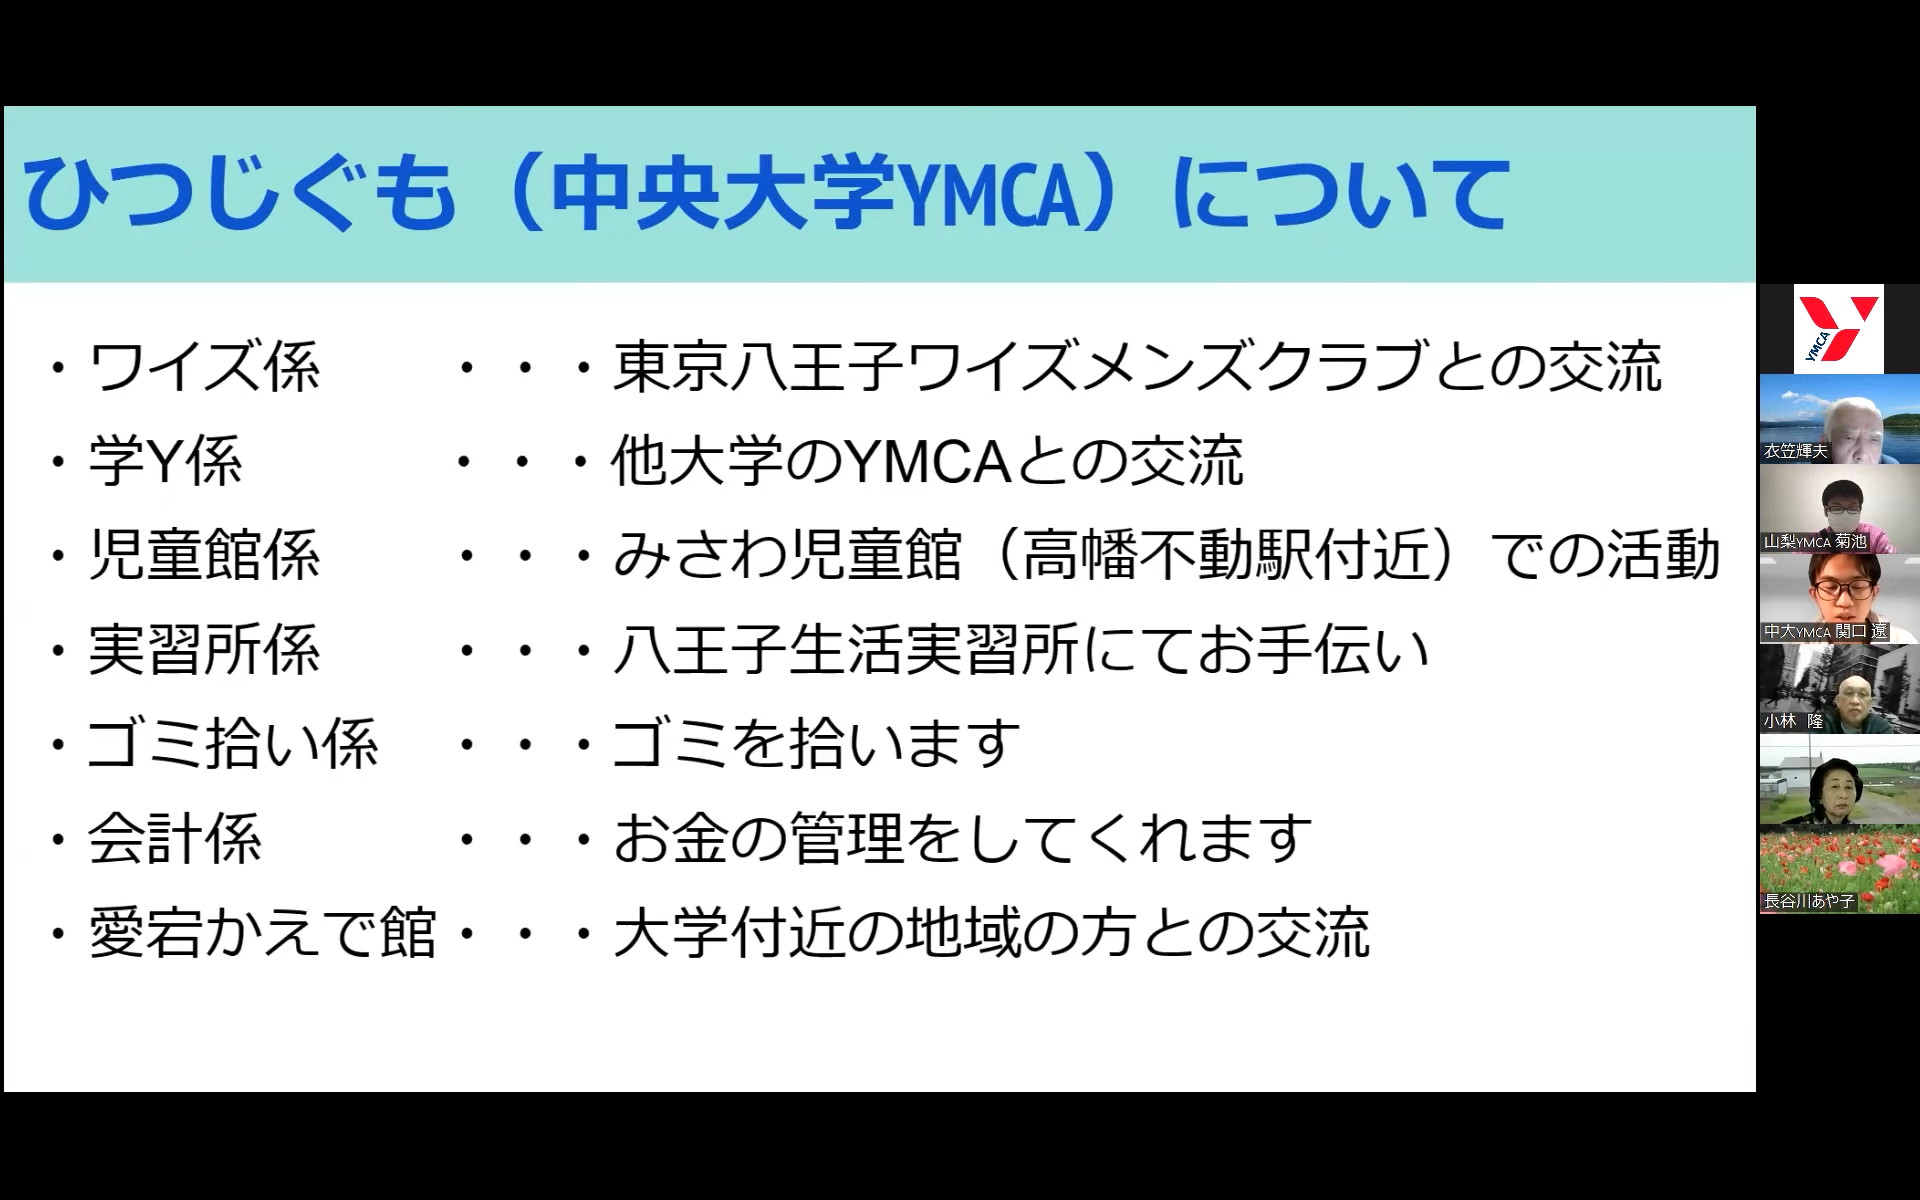 ひつじぐも（中央大学YMCA）について
・ワイズ係 ・・・東京八王子ワイズメンズクラブとの交流
・学Y係 ・・・他大学のYMCAとの交流
・児童館係 ・・・みさわ児童館（高幡不動駅付近）での活動
・実習所係 ・・・八王子生活実習所にてお手伝い
・ゴミ拾い係 ・・・ゴミを拾います
・会計係 ・・・お金の管理をしてくれます
・愛宕かえで館・・・大学付近の地域の方との交流
YMCA
衣笠輝夫
山梨YMCA 菊池
中大YMCA 関口 遼
小林 隆
長谷川あや子